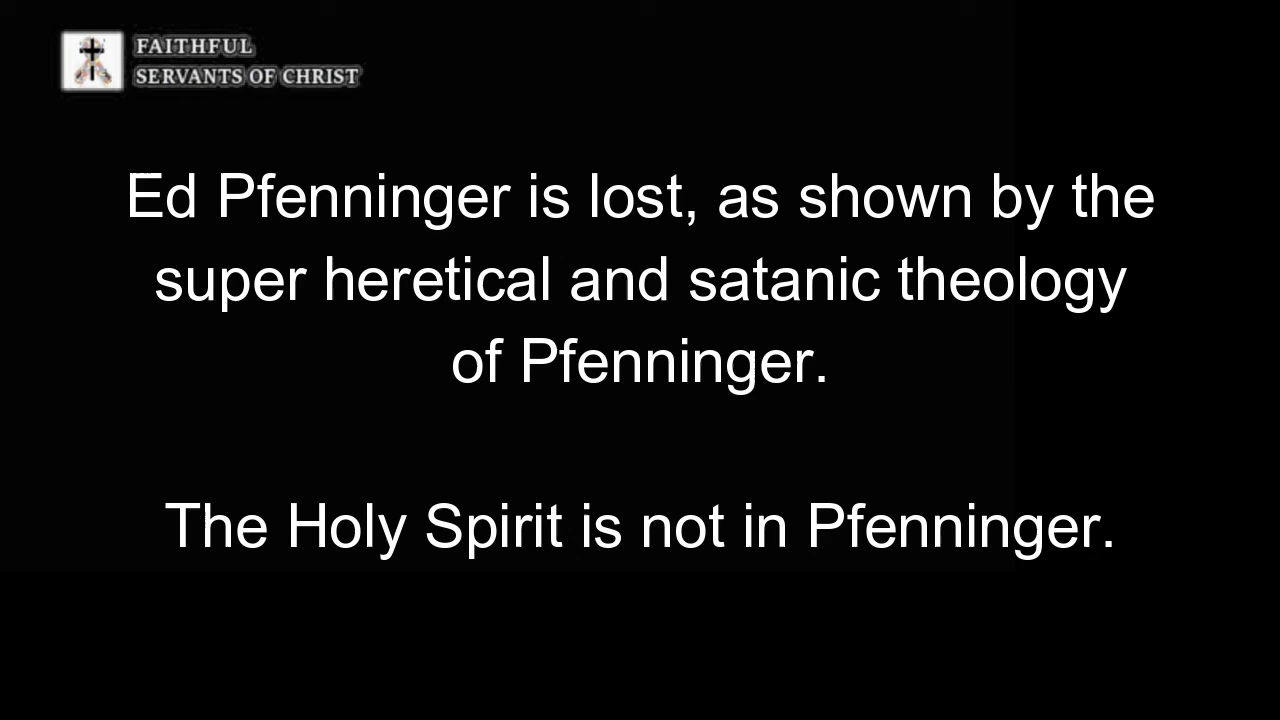 FAITHFUL
SERVANTS OF CHRIST
Ed Pfenninger is lost, as shown by the
super heretical and satanic theology
of Pfenninger.
The Holy Spirit is not in Pfenninger.